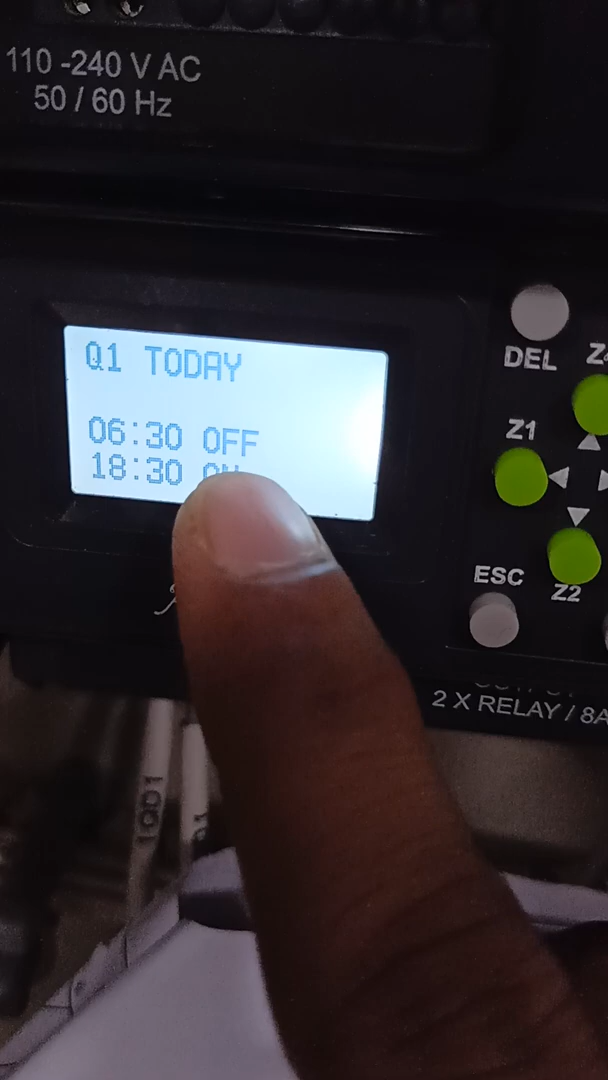 110 -240 V AC
50 / 60 Hz
Q1 TODAY
06:30 OFF
18:30
DEL
Z1
ESC
Z2
2 X RELAY / 8A